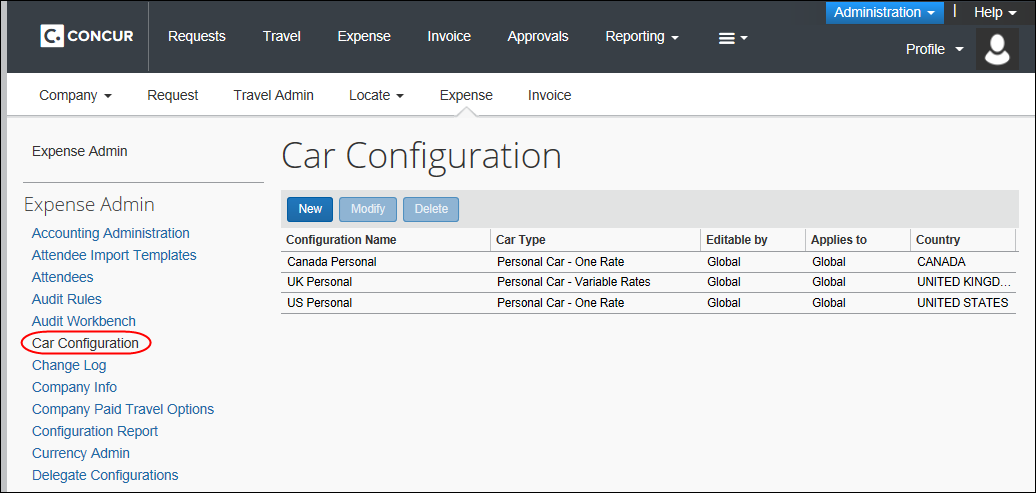 Administration | Help
C. CONCUR Requests Travel Expense Invoice Approvals Reporting
Profile
Company Request Travel Admin Locate Expense Invoice
Expense Admin
Car Configuration
Expense Admin
New Modify Delete
Accounting Administration
Configuration Name Car Type Editable by Applies to Country
Attendee Import Templates
Canada Personal Personal Car - One Rate Global Global CANADA
Attendees
UK Personal Personal Car - Variable Rates Global Global UNITED KINGD...
Audit Rules
US Personal Personal Car - One Rate Global Global UNITED STATES
Audit Workbench
Car Configuration
Change Log
Company Info
Company Paid Travel Options
Configuration Report
Currency Admin
Delegate Configurations